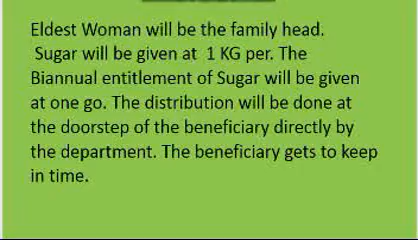 Eldest Woman will be the family head.
Sugar will be given at 1 KG per. The
Biannual entitlement of Sugar will be given
at one go. The distribution will be done at
the doorstep of the beneficiary directly by
the department. The beneficiary gets to keep
in time.